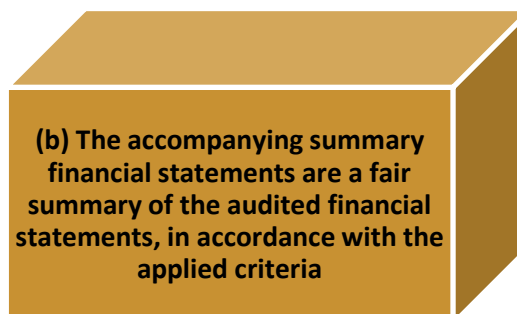 (b) The accompanying summary
financial statements are a fair
summary of the audited financial
statements, in accordance with the
applied criteria